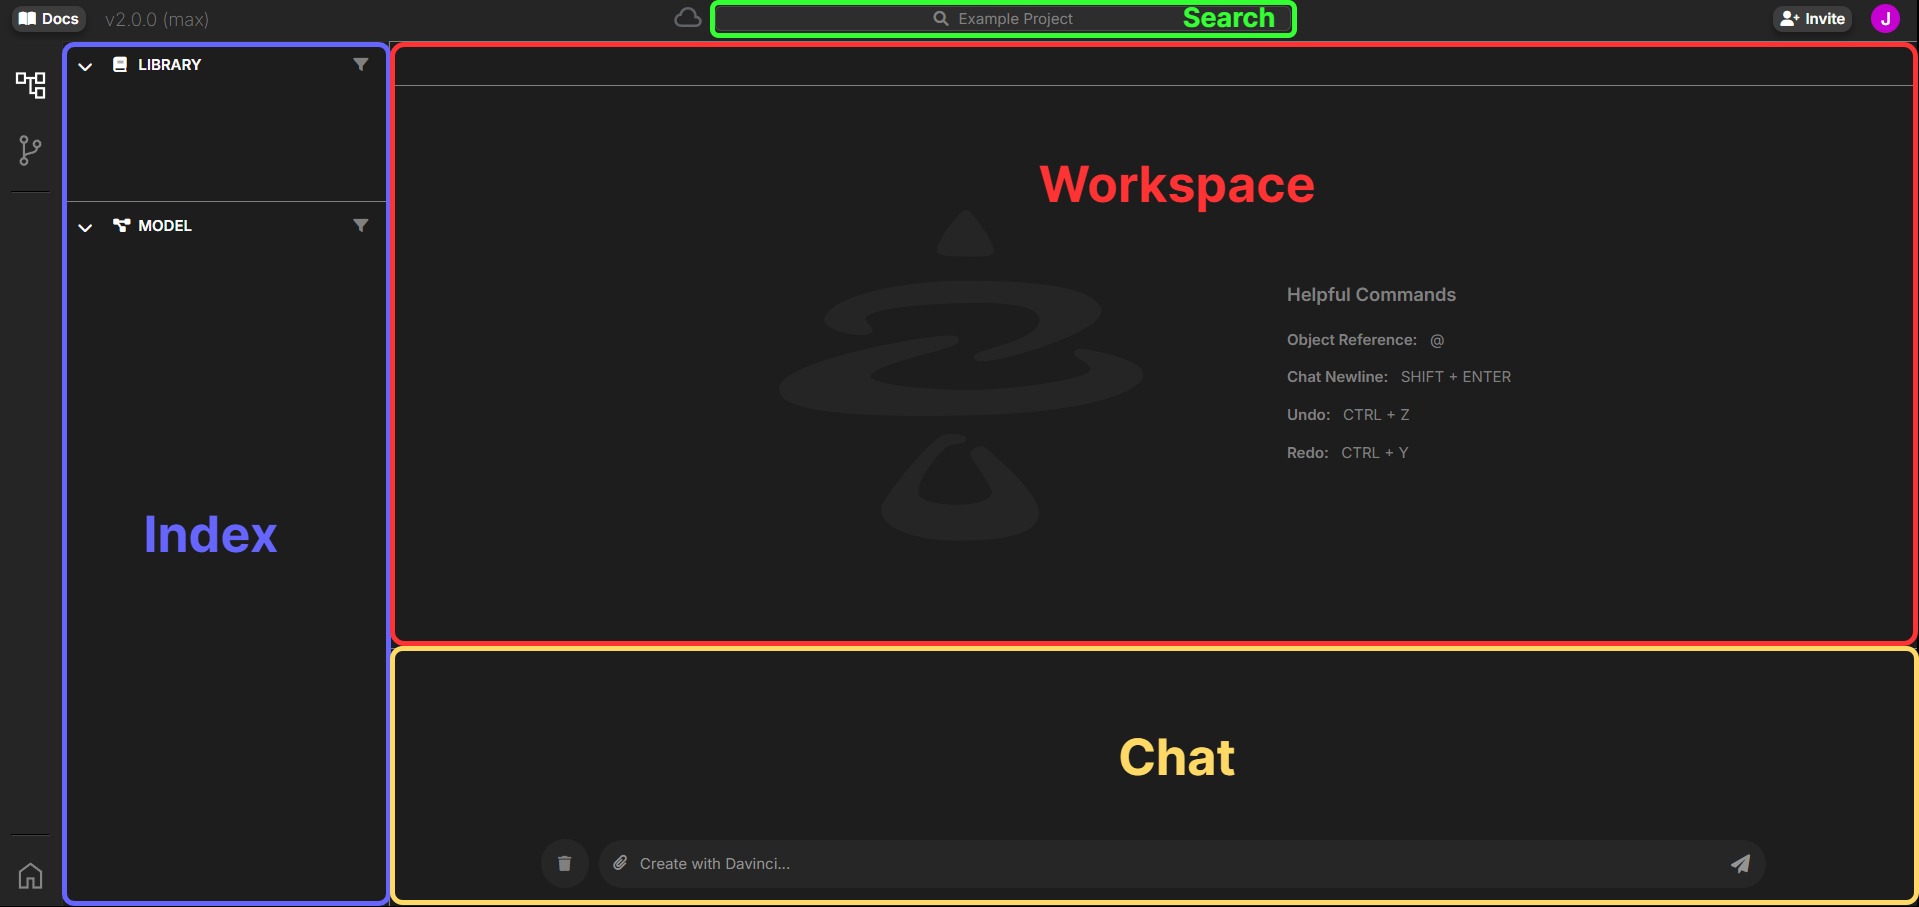 Docs v2.0.0 (max) Example Project Search Invite J
LIBRARY
MODEL
Index
Workspace
Helpful Commands
Object Reference: @
Chat Newline: SHIFT + ENTER
Undo: CTRL + Z
Redo: CTRL + Y
Chat
Create with Davinci...